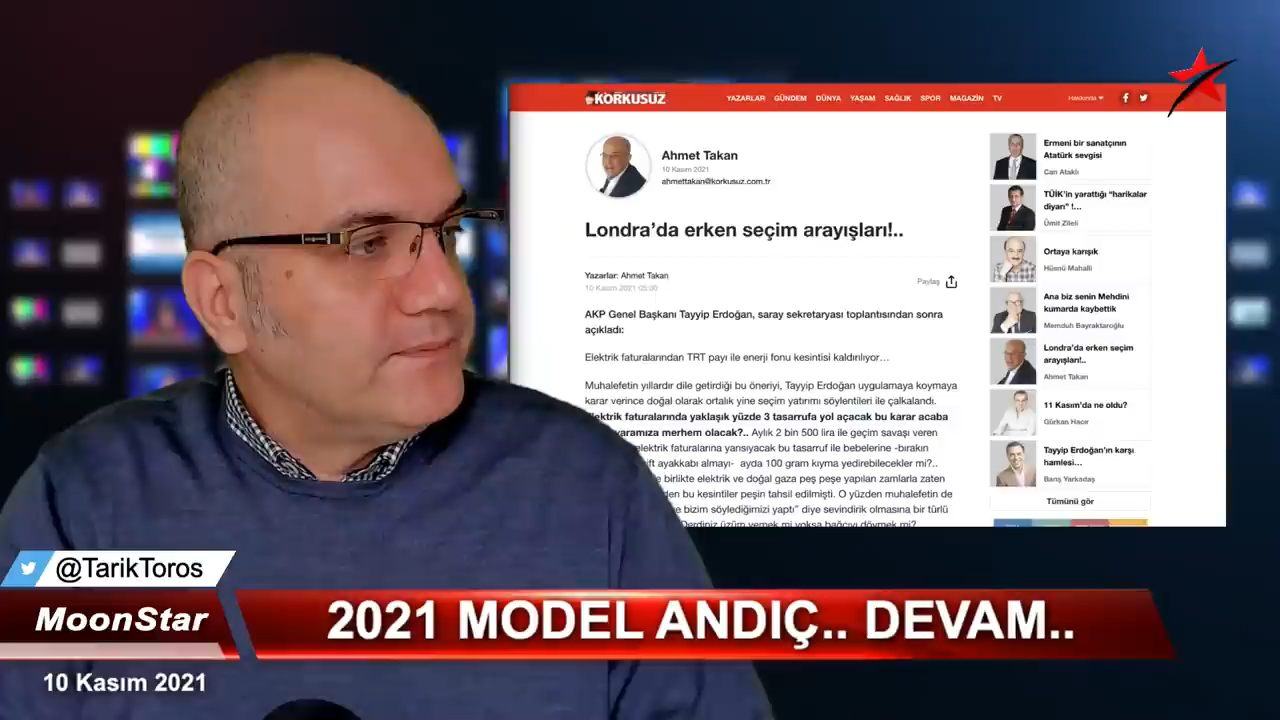 KORKUSUZ
YAZARLAR GÜNDEM DÜNYA YAŞAM SAĞLIK SPOR MAGAZİN TV
Hakkında
Ahmet Takan
10 Kasım 2021
ahmettakan@korkusuz.com.tr
Londra'da erken seçim arayışları!..
Yazarlar: Ahmet Takan
10 Kasım 2021 05:00
Paylaş
AKP Genel Başkanı Tayyip Erdoğan, saray sekretaryası toplantısından sonra
açıkladı:
Elektrik faturalarından TRT payı ile enerji fonu kesintisi kaldırılıyor…
Muhalefetin yıllardır dile getirdiği bu öneriyi, Tayyip Erdoğan uygulamaya koymaya
karar verince doğal olarak ortalık yine seçim yatırımı söylentileri ile çalkalandı.
lektrik faturalarında yaklaşık yüzde 3 tasarrufa yol açacak bu karar acaba
yaramıza merhem olacak?.. Aylık 2 bin 500 lira ile geçim savaşı veren
elektrik faturalarına yansıyacak bu tasarruf ile bebelerine -bırakın
ift ayakkabı almayı- ayda 100 gram kıyma yedirebilecekler mi?..
e birlikte elektrik ve doğal gaza peş peşe yapılan zamlarla zaten
den bu kesintiler peşin tahsil edilmişti. O yüzden muhalefetin de
ne bizim söylediğimizi yaptı" diye sevindirik olmasına bir türlü
Derdiniz üzüm yemek mi yoksa bağcıyı dövmek mi?
Ermeni bir sanatçının
Atatürk sevgisi
Can Ataklı
TÜİK'in yarattığı "harikalar
diyarı" !…
Ümit Zileli
Ortaya karışık
Hüsnü Mahalli
Ana biz senin Mehdini
kumarda kaybettik
Memduh Bayraktaroğlu
Londra'da erken seçim
arayışları!..
Ahmet Takan
11 Kasım'da ne oldu?
Gürkan Hacır
Tayyip Erdoğan'ın karşı
hamlesi…
Barış Yarkadaş
Tümünü gör
@TarikToros
MoonStar
2021 MODEL ANDIÇ.. DEVAM..
10 Kasım 2021